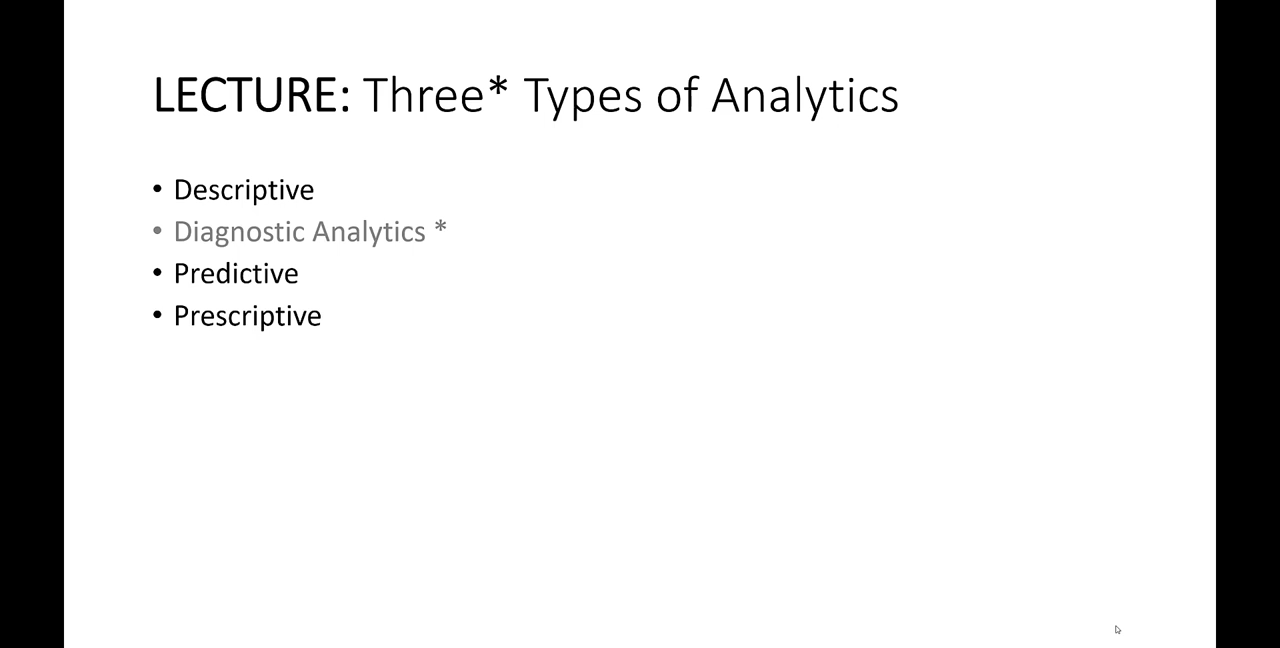 LECTURE: Three* Types of Analytics
• Descriptive
• Diagnostic Analytics *
• Predictive
• Prescriptive